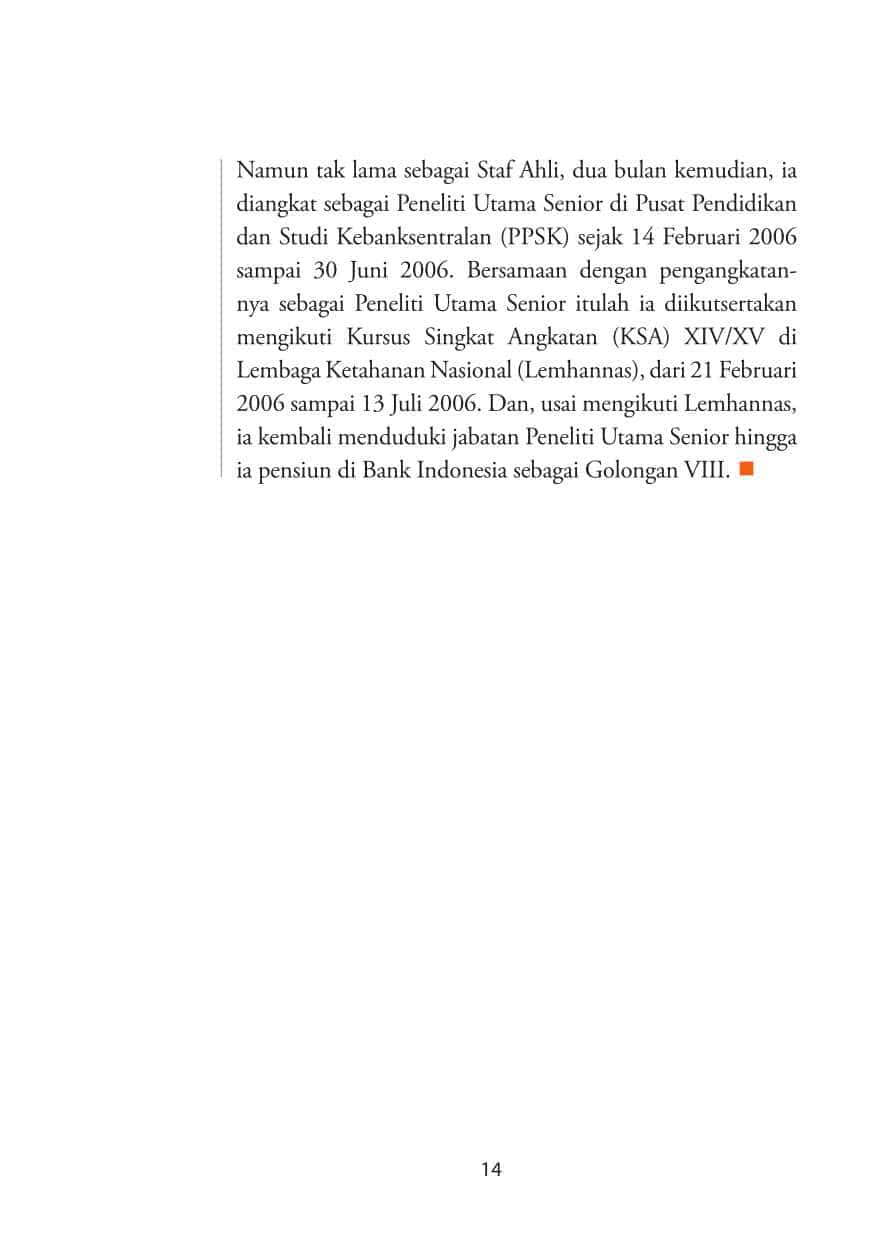 Namun tak lama sebagai Staf Ahli, dua bulan kemudian, ia
diangkat sebagai Peneliti Utama Senior di Pusat Pendidikan
dan Studi Kebanksentralan (PPSK) sejak 14 Februari 2006
sampai 30 Juni 2006. Bersamaan dengan pengangkatan-
nya sebagai Peneliti Utama Senior itulah ia diikutsertakan
mengikuti Kursus Singkat Angkatan (KSA) XIV/XV di
Lembaga Ketahanan Nasional (Lemhannas), dari 21 Februari
2006 sampai 13 Juli 2006. Dan, usai mengikuti Lemhannas,
ia kembali menduduki jabatan Peneliti Utama Senior hingga
ia pensiun di Bank Indonesia sebagai Golongan VIII.
14